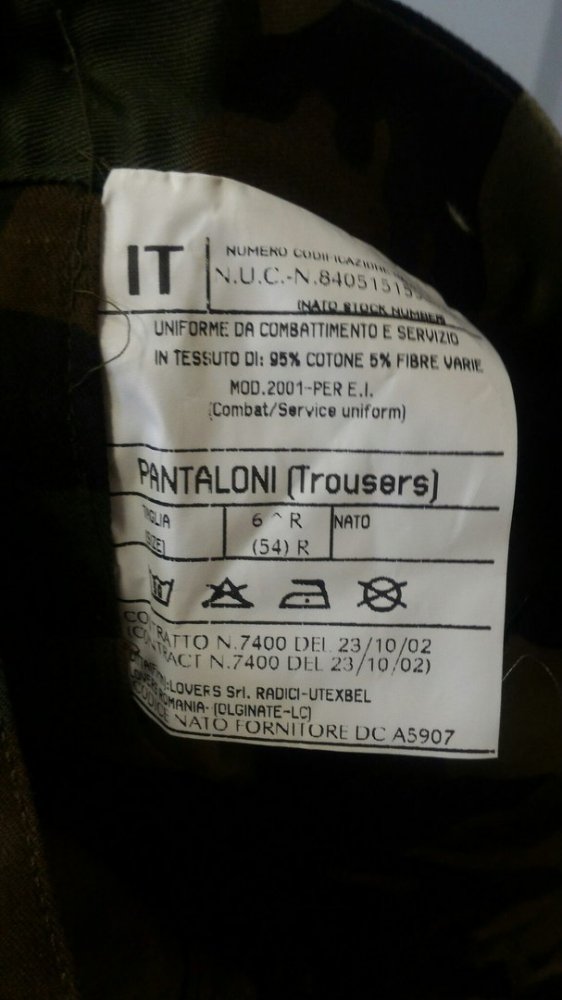 IT
NUMERO CODIFICAZIONE
N.U.C.-N.84051515
(NATO STOCK NUMBER)
UNIFORME DA COMBATTIMENTO E SERVIZIO
IN TESSUTO DI: 95% COTONE 5% FIBRE VARIE
MOD.2001-PER E.I.
(Combat/Service uniform)
PANTALONI (Trousers)
TAGLIA 6^R NATO
(SIZE) (54) R
CONTRATTO N.7400 DEL 23/10/02
(CONTRACT N.7400 DEL 23/10/02)
LOVERS Srl. RADICI-UTEXBEL
LOVERS ROMANIA- (OLGINATE-LC)
CODICE NATO FORNITORE DC A5907